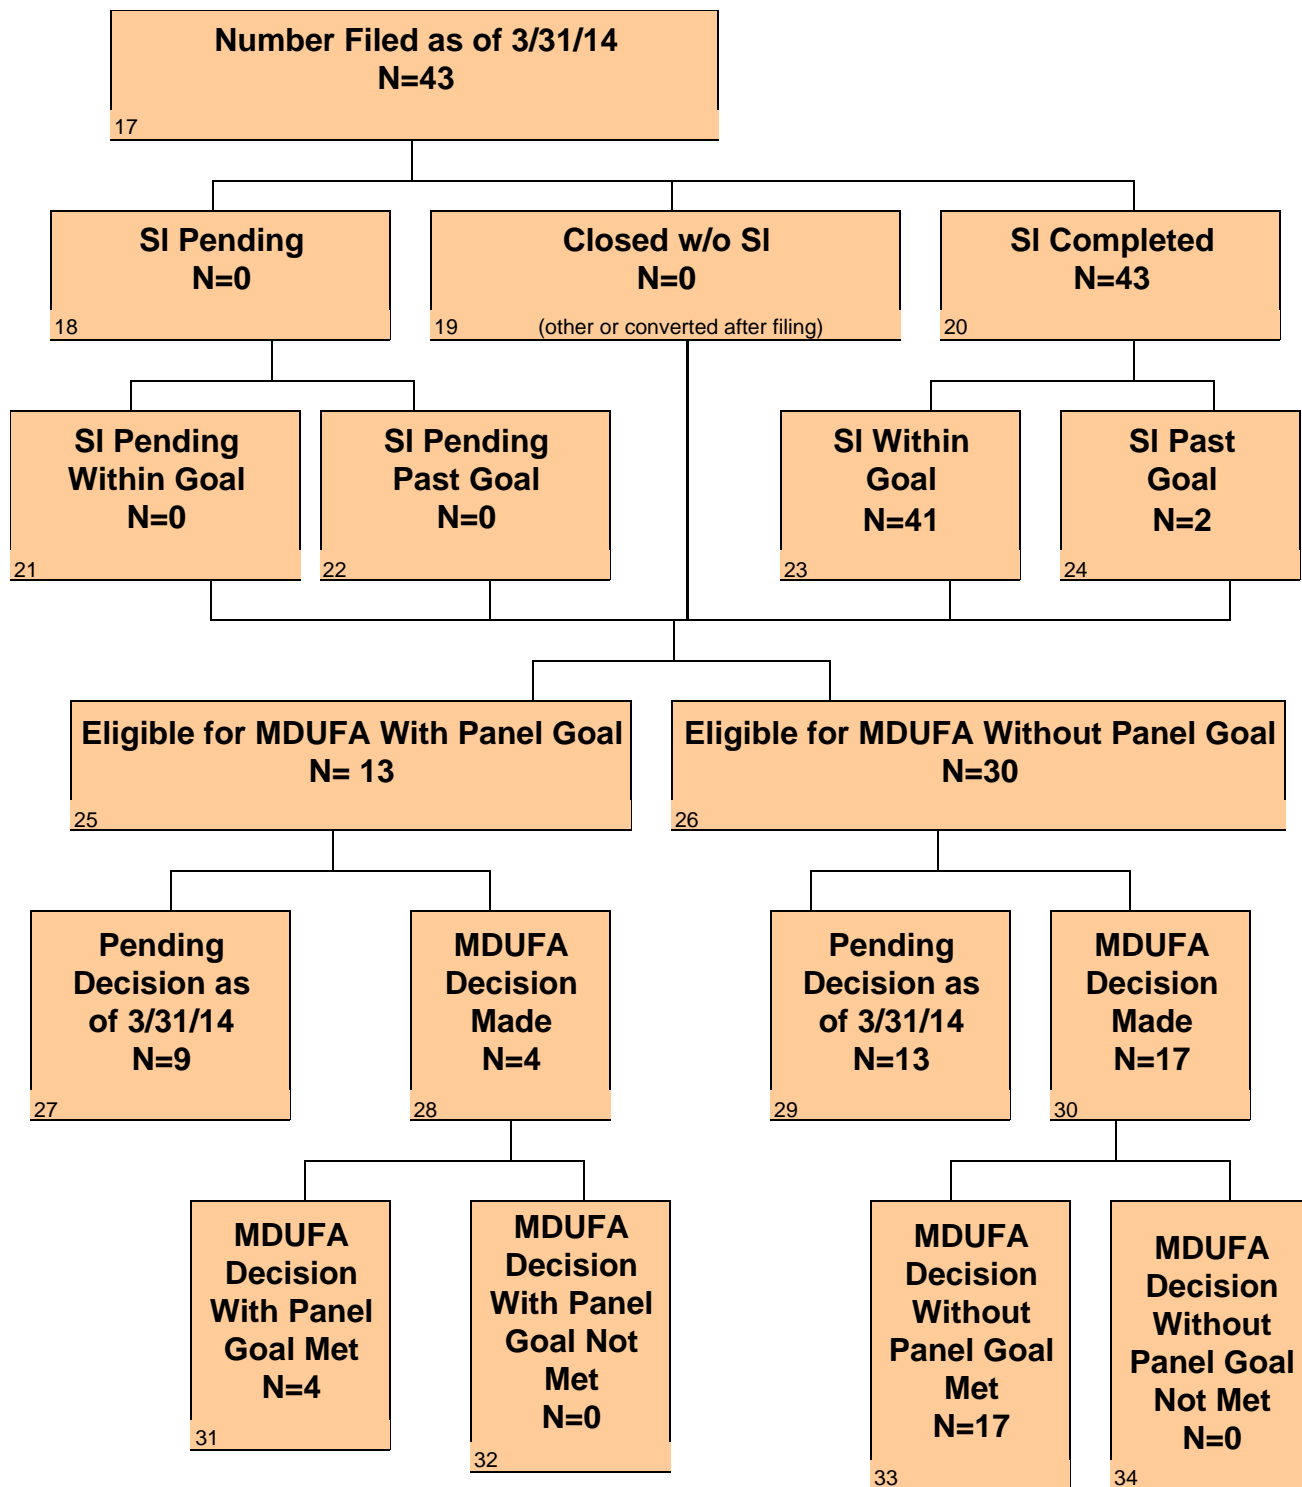 Number Filed as of 3/31/14
N=43
17
SI Pending
N=0
18
Closed w/o SI
N=0
19 (other or converted after filing)
SI Completed
N=43
20
SI Pending
Within Goal
N=0
21
SI Pending
Past Goal
N=0
22
SI Within
Goal
N=41
23
SI Past
Goal
N=2
24
Eligible for MDUFA With Panel Goal
N= 13
25
Eligible for MDUFA Without Panel Goal
N=30
26
Pending
Decision as
of 3/31/14
N=9
27
MDUFA
Decision
Made
N=4
28
Pending
Decision as
of 3/31/14
N=13
29
MDUFA
Decision
Made
N=17
30
MDUFA
Decision
With Panel
Goal Met
N=4
31
MDUFA
Decision
With Panel
Goal Not
Met
N=0
32
MDUFA
Decision
Without
Panel Goal
Met
N=17
33
MDUFA
Decision
Without
Panel Goal
Not Met
N=0
34